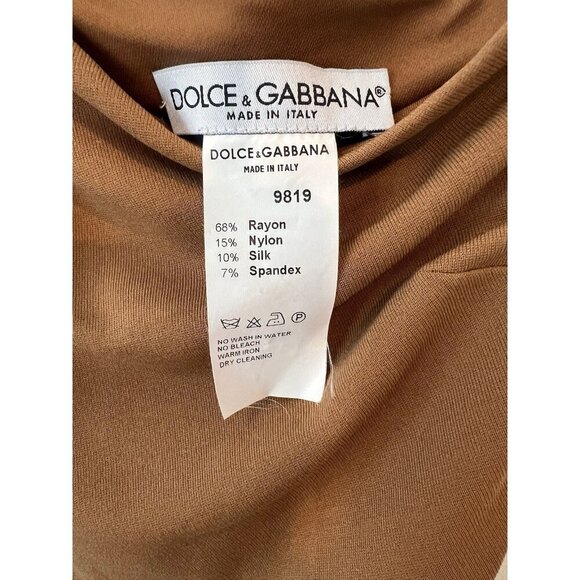 DOLCE & GABBANA®
MADE IN ITALY
DOLCE&GABBANA
MADE IN ITALY
9819
68% Rayon
15% Nylon
10% Silk
7% Spandex
P
NO WASH IN WATER
NO BLEACH
WARM IRON
DRY CLEANING